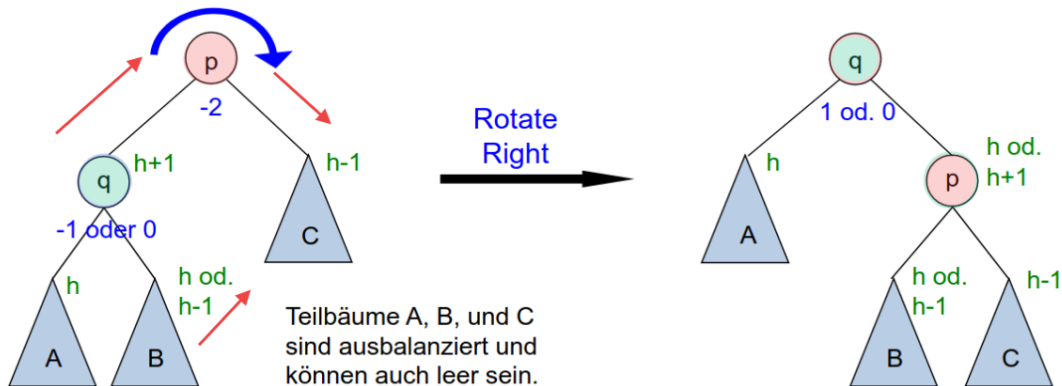 p
-2
q
h+1
-1 oder 0
h-1
C
h
h od.
h-1
A
B
Teilbäume A, B, und C
sind ausbalanziert und
können auch leer sein.
Rotate
Right
q
1 od. 0
h
A
h od.
h+1
p
h od.
h-1
h-1
B
C